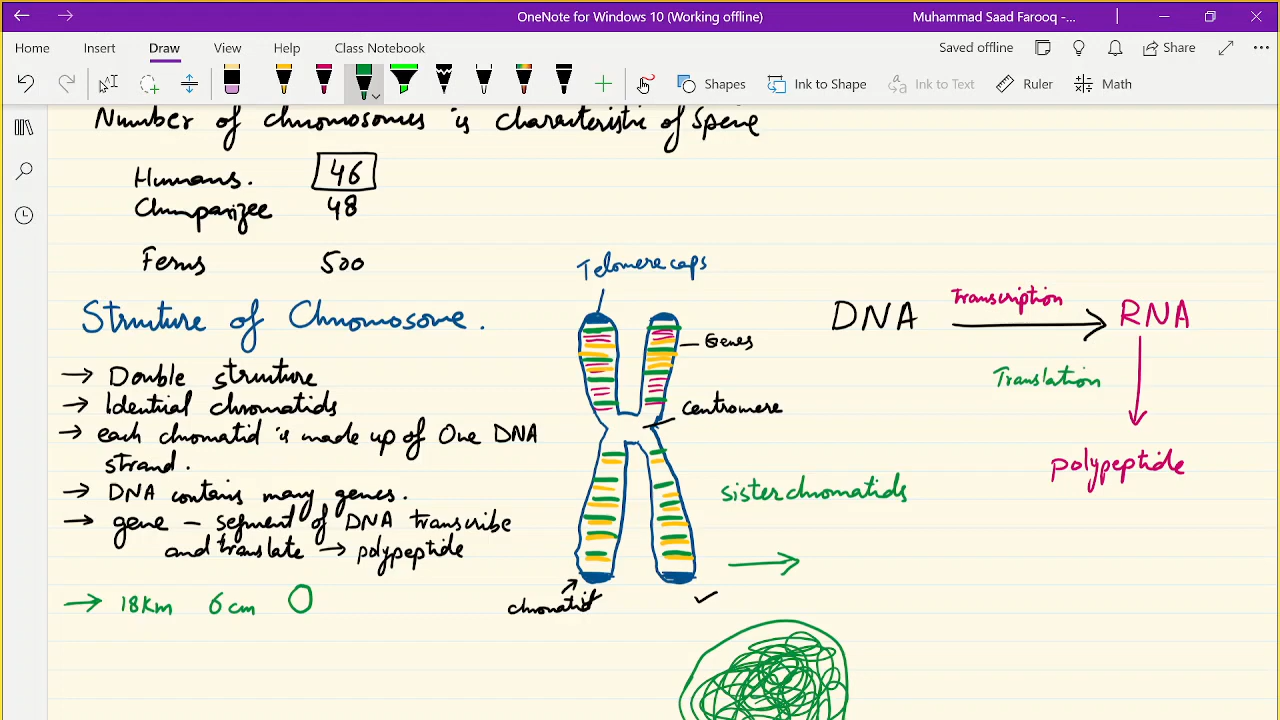 OneNote for Windows 10 (Working offline)
Muhammad Saad Farooq -...
Home Insert Draw View Help Class Notebook
Saved offline Share
Shapes Ink to Shape Ink to Text Ruler Math
Number of chromosomes is characteristic of Specie
Humans. 46
Chimpanzee 48
Ferns 500
Telomere caps
Structure of Chromosome.
Genes
DNA Transcription RNA
→ Double structure
→ Identical chromatids
Translation
centromere
→ each chromatid is made up of One DNA
strand.
polypeptide
→ DNA contains many genes.
sister chromatids
→ gene – segment of DNA transcribe
and translate → polypeptide
→ 18Km 6cm
chromatid